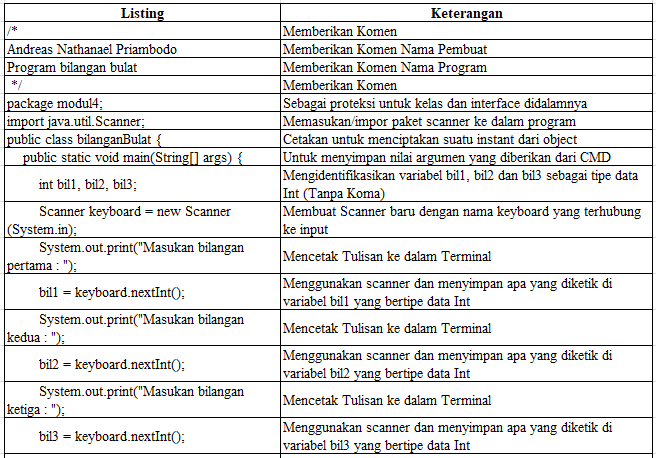 Listing Keterangan
/* Memberikan Komen
Andreas Nathanael Priambodo Memberikan Komen Nama Pembuat
Program bilangan bulat Memberikan Komen Nama Program
*/ Memberikan Komen
package modul4; Sebagai proteksi untuk kelas dan interface didalamnya
import java.util.Scanner; Memasukan/impor paket scanner ke dalam program
public class bilanganBulat { Cetakan untuk menciptakan suatu instant dari object
public static void main(String[] args) { Untuk menyimpan nilai argumen yang diberikan dari CMD
int bil1, bil2, bil3;
Mengidentifikasikan variabel bil1, bil2 dan bil3 sebagai tipe data
Int (Tanpa Koma)
Scanner keyboard = new Scanner
(System.in);
Membuat Scanner baru dengan nama keyboard yang terhubung
ke input
System.out.print("Masukan bilangan
pertama : ");
Mencetak Tulisan ke dalam Terminal
bil1 = keyboard.nextInt();
Menggunakan scanner dan menyimpan apa yang diketik di
variabel bil1 yang bertipe data Int
System.out.print("Masukan bilangan
kedua : ");
Mencetak Tulisan ke dalam Terminal
bil2 = keyboard.nextInt();
Menggunakan scanner dan menyimpan apa yang diketik di
variabel bil2 yang bertipe data Int
System.out.print("Masukan bilangan
ketiga : ");
Mencetak Tulisan ke dalam Terminal
bil3 = keyboard.nextInt();
Menggunakan scanner dan menyimpan apa yang diketik di
variabel bil3 yang bertipe data Int